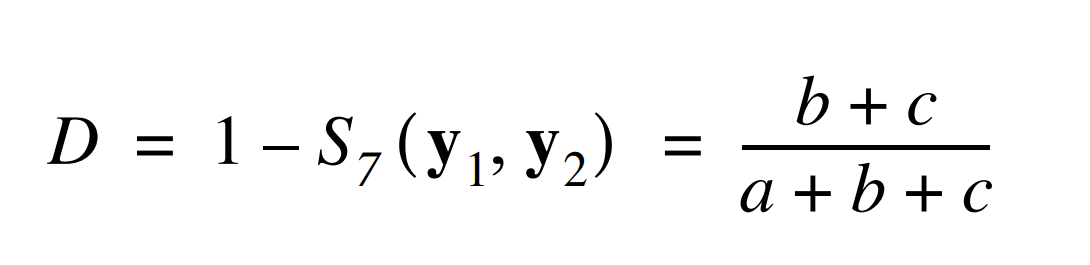 D = 1 – S₇ (y₁, y₂) = (b + c) / (a + b + c)